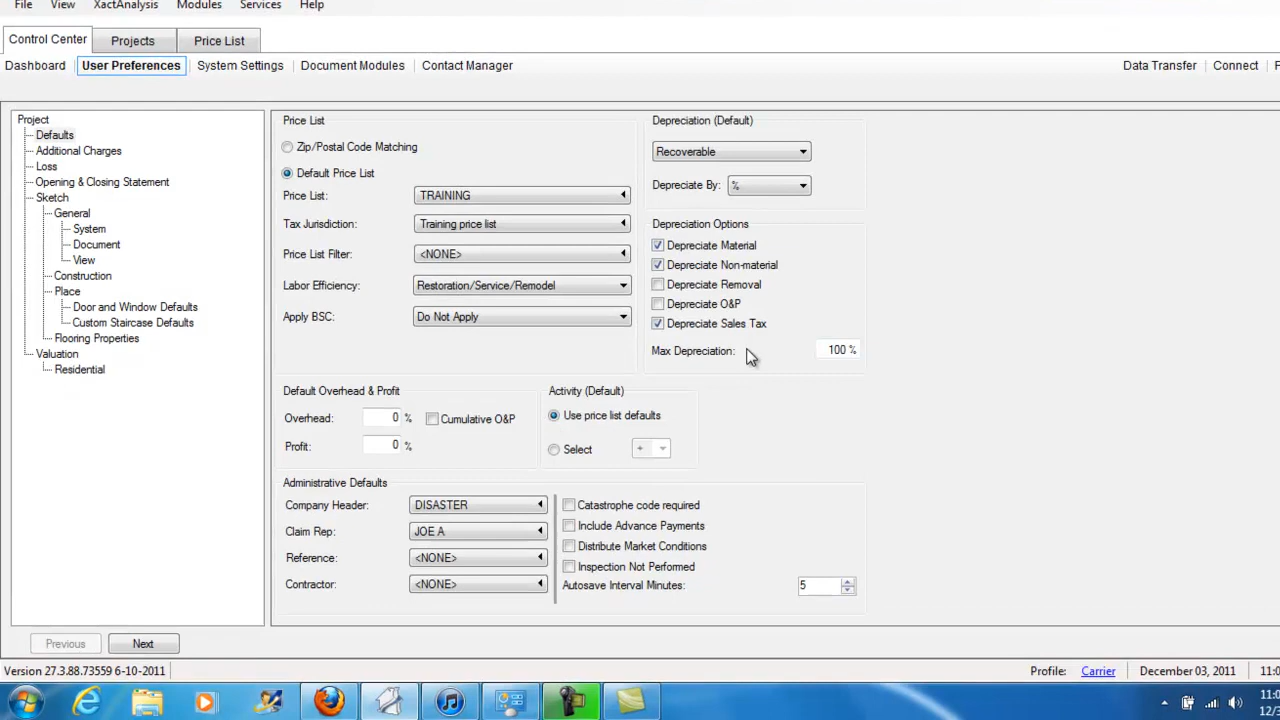 File View XactAnalysis Modules Services Help
Control Center Projects Price List
Dashboard User Preferences System Settings Document Modules Contact Manager Data Transfer Connect
Project
Defaults
Additional Charges
Loss
Opening & Closing Statement
Sketch
General
System
Document
View
Construction
Place
Door and Window Defaults
Custom Staircase Defaults
Flooring Properties
Valuation
Residential
Price List
Zip/Postal Code Matching
Default Price List
Price List: TRAINING
Tax Jurisdiction: Training price list
Price List Filter: <NONE>
Labor Efficiency: Restoration/Service/Remodel
Apply BSC: Do Not Apply
Depreciation (Default)
Recoverable
Depreciate By: %
Depreciation Options
Depreciate Material
Depreciate Non-material
Depreciate Removal
Depreciate O&P
Depreciate Sales Tax
Max Depreciation: 100 %
Default Overhead & Profit
Overhead: 0 % Cumulative O&P
Profit: 0 %
Activity (Default)
Use price list defaults
Select +
Administrative Defaults
Company Header: DISASTER
Claim Rep: JOE A
Reference: <NONE>
Contractor: <NONE>
Catastrophe code required
Include Advance Payments
Distribute Market Conditions
Inspection Not Performed
Autosave Interval Minutes: 5
Previous Next
Version 27.3.88.73559 6-10-2011 Profile: Carrier December 03, 2011